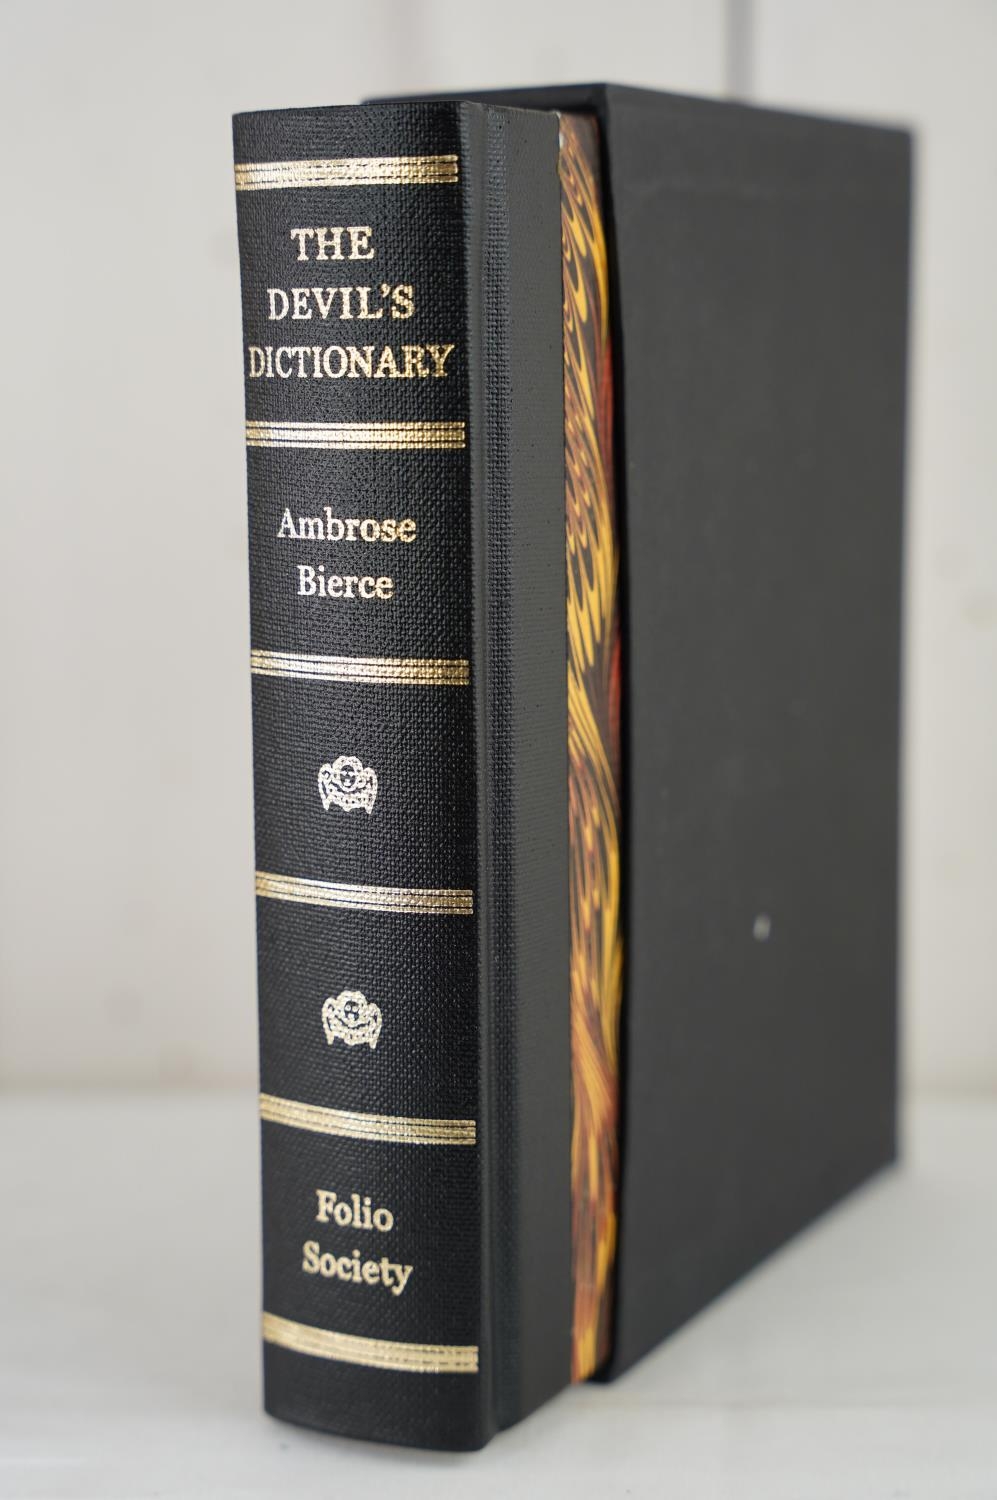 THE
DEVIL'S
DICTIONARY
Ambrose
Bierce
Folio
Society